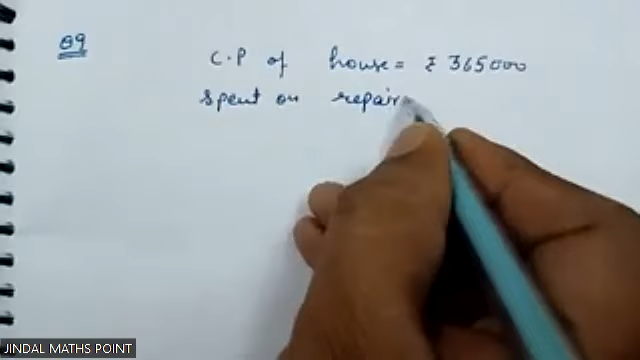 Q9
C.P of house = ₹ 365000
Spent on repair
JINDAL MATHS POINT